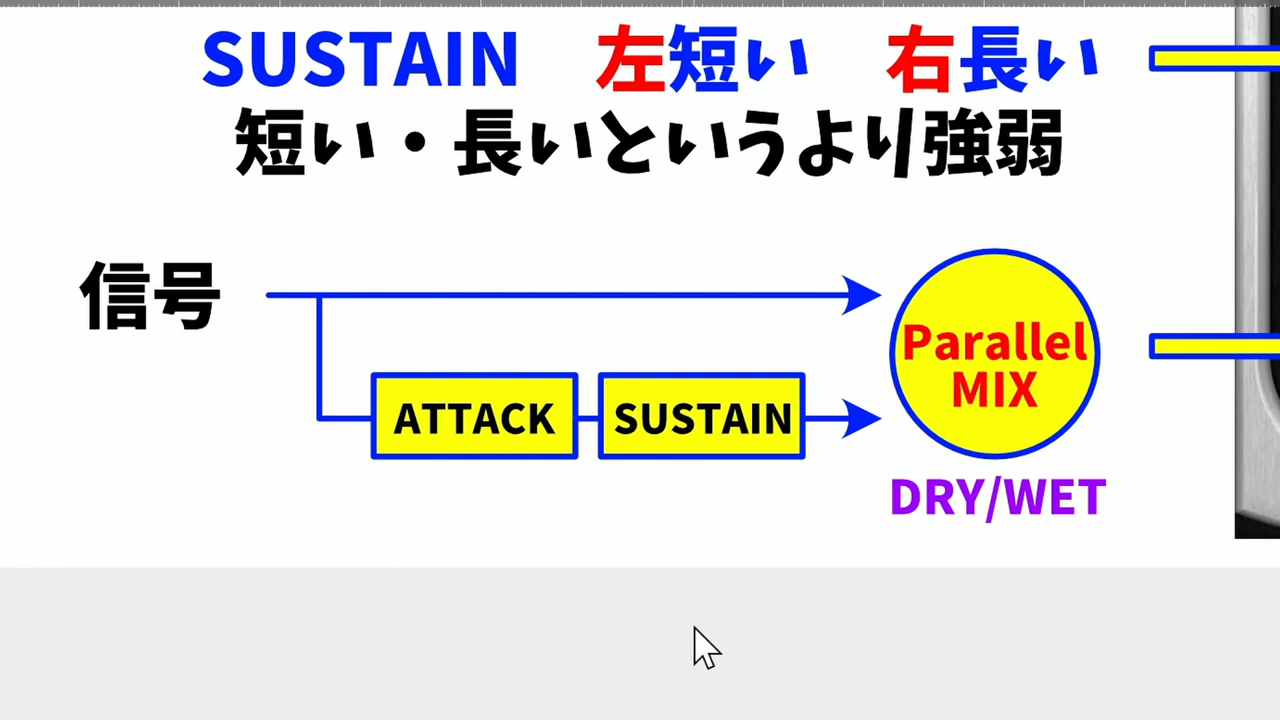 SUSTAIN 左短い 右長い
短い・長いというより強弱
信号
Parallel
MIX
ATTACK
SUSTAIN
DRY/WET